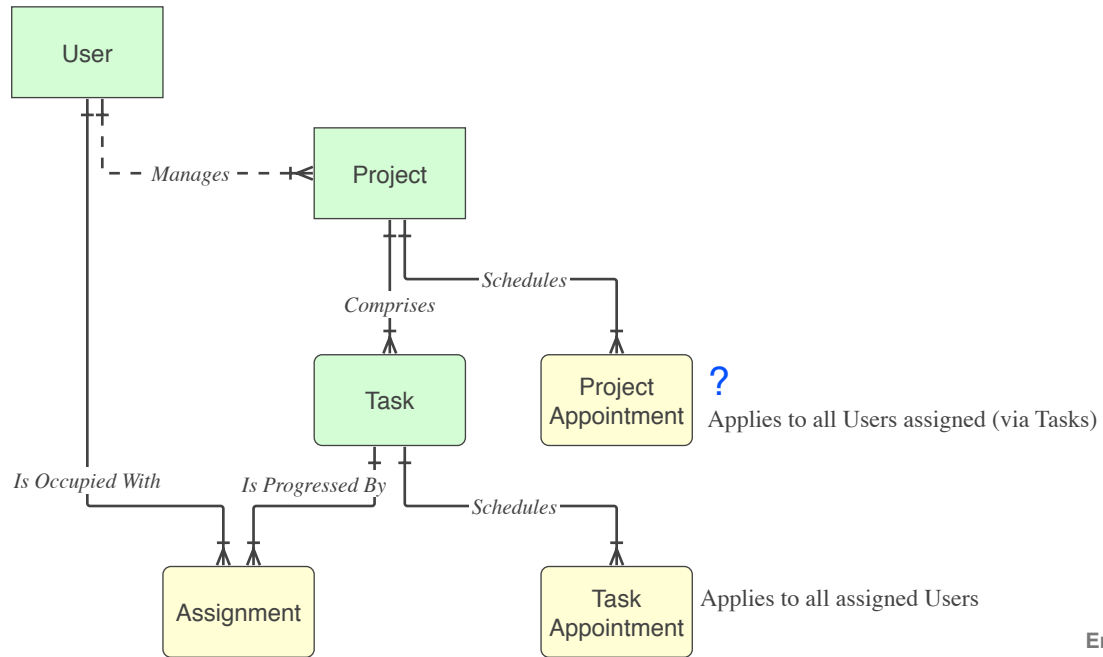 User
Manages
Project
Schedules
Comprises
Project
Appointment
?
Applies to all Users assigned (via Tasks)
Task
Is Occupied With
Is Progressed By
Schedules
Assignment
Task
Appointment
Applies to all assigned Users